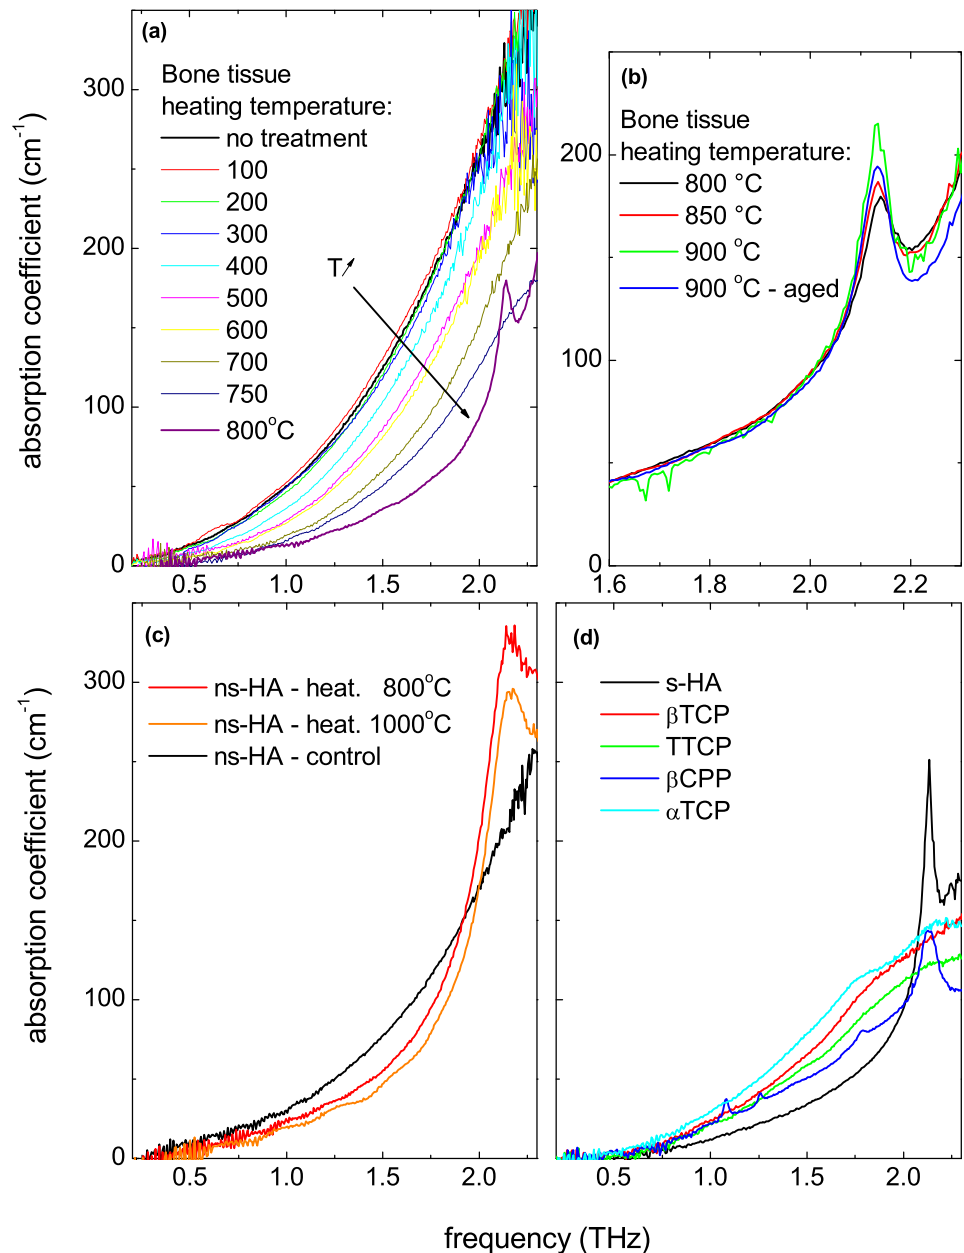 (a)
Bone tissue
heating temperature:
no treatment
100
200
300
400
500
600
700
750
800°C
T
absorption coefficient (cm⁻¹)
300
200
100
0
0.5
1.0
1.5
2.0
(b)
Bone tissue
heating temperature:
800 °C
850 °C
900 °C
900 °C - aged
200
100
0
1.6
1.8
2.0
2.2
(c)
ns-HA - heat. 800°C
ns-HA - heat. 1000°C
ns-HA - control
absorption coefficient (cm⁻¹)
300
200
100
0
0.5
1.0
1.5
2.0
(d)
s-HA
βTCP
TTCP
βCPP
αTCP
0.5
1.0
1.5
2.0
frequency (THz)